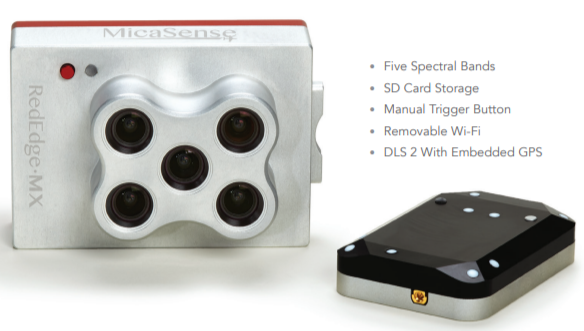 MicaSense
RedEdge-MX
Five Spectral Bands
SD Card Storage
Manual Trigger Button
Removable Wi-Fi
DLS 2 With Embedded GPS